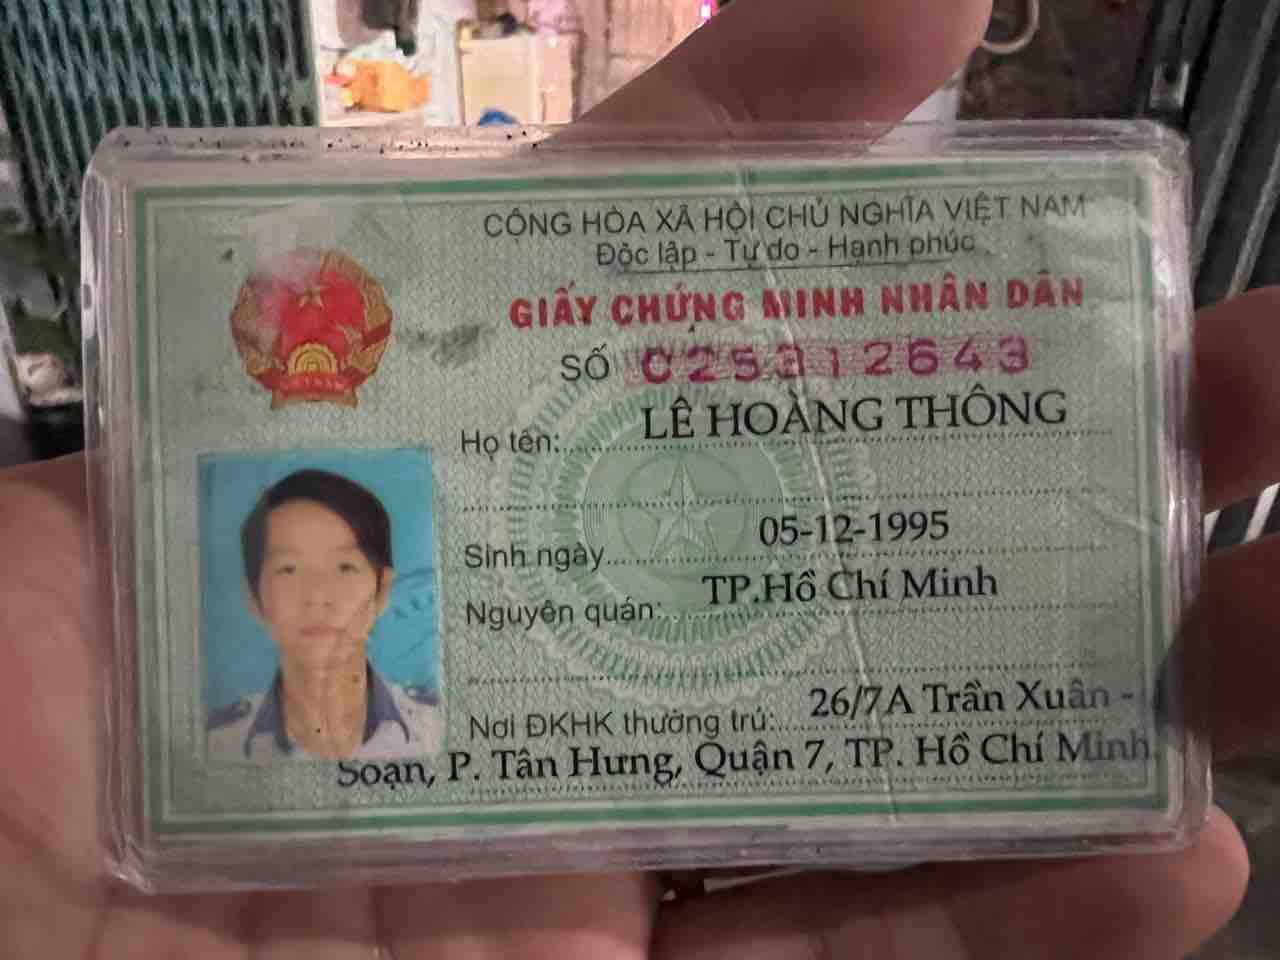 CỘNG HÒA XÃ HỘI CHỦ NGHĨA VIỆT NAM
Độc lập - Tự do - Hạnh phúc
GIẤY CHỨNG MINH NHÂN DÂN
SỐ C25312643
Họ tên: LÊ HOÀNG THÔNG
Sinh ngày 05-12-1995
Nguyên quán: TP.Hồ Chí Minh
Nơi ĐKHK thường trú: 26/7A Trần Xuân -
Soạn, P. Tân Hưng, Quận 7, TP. Hồ Chí Minh